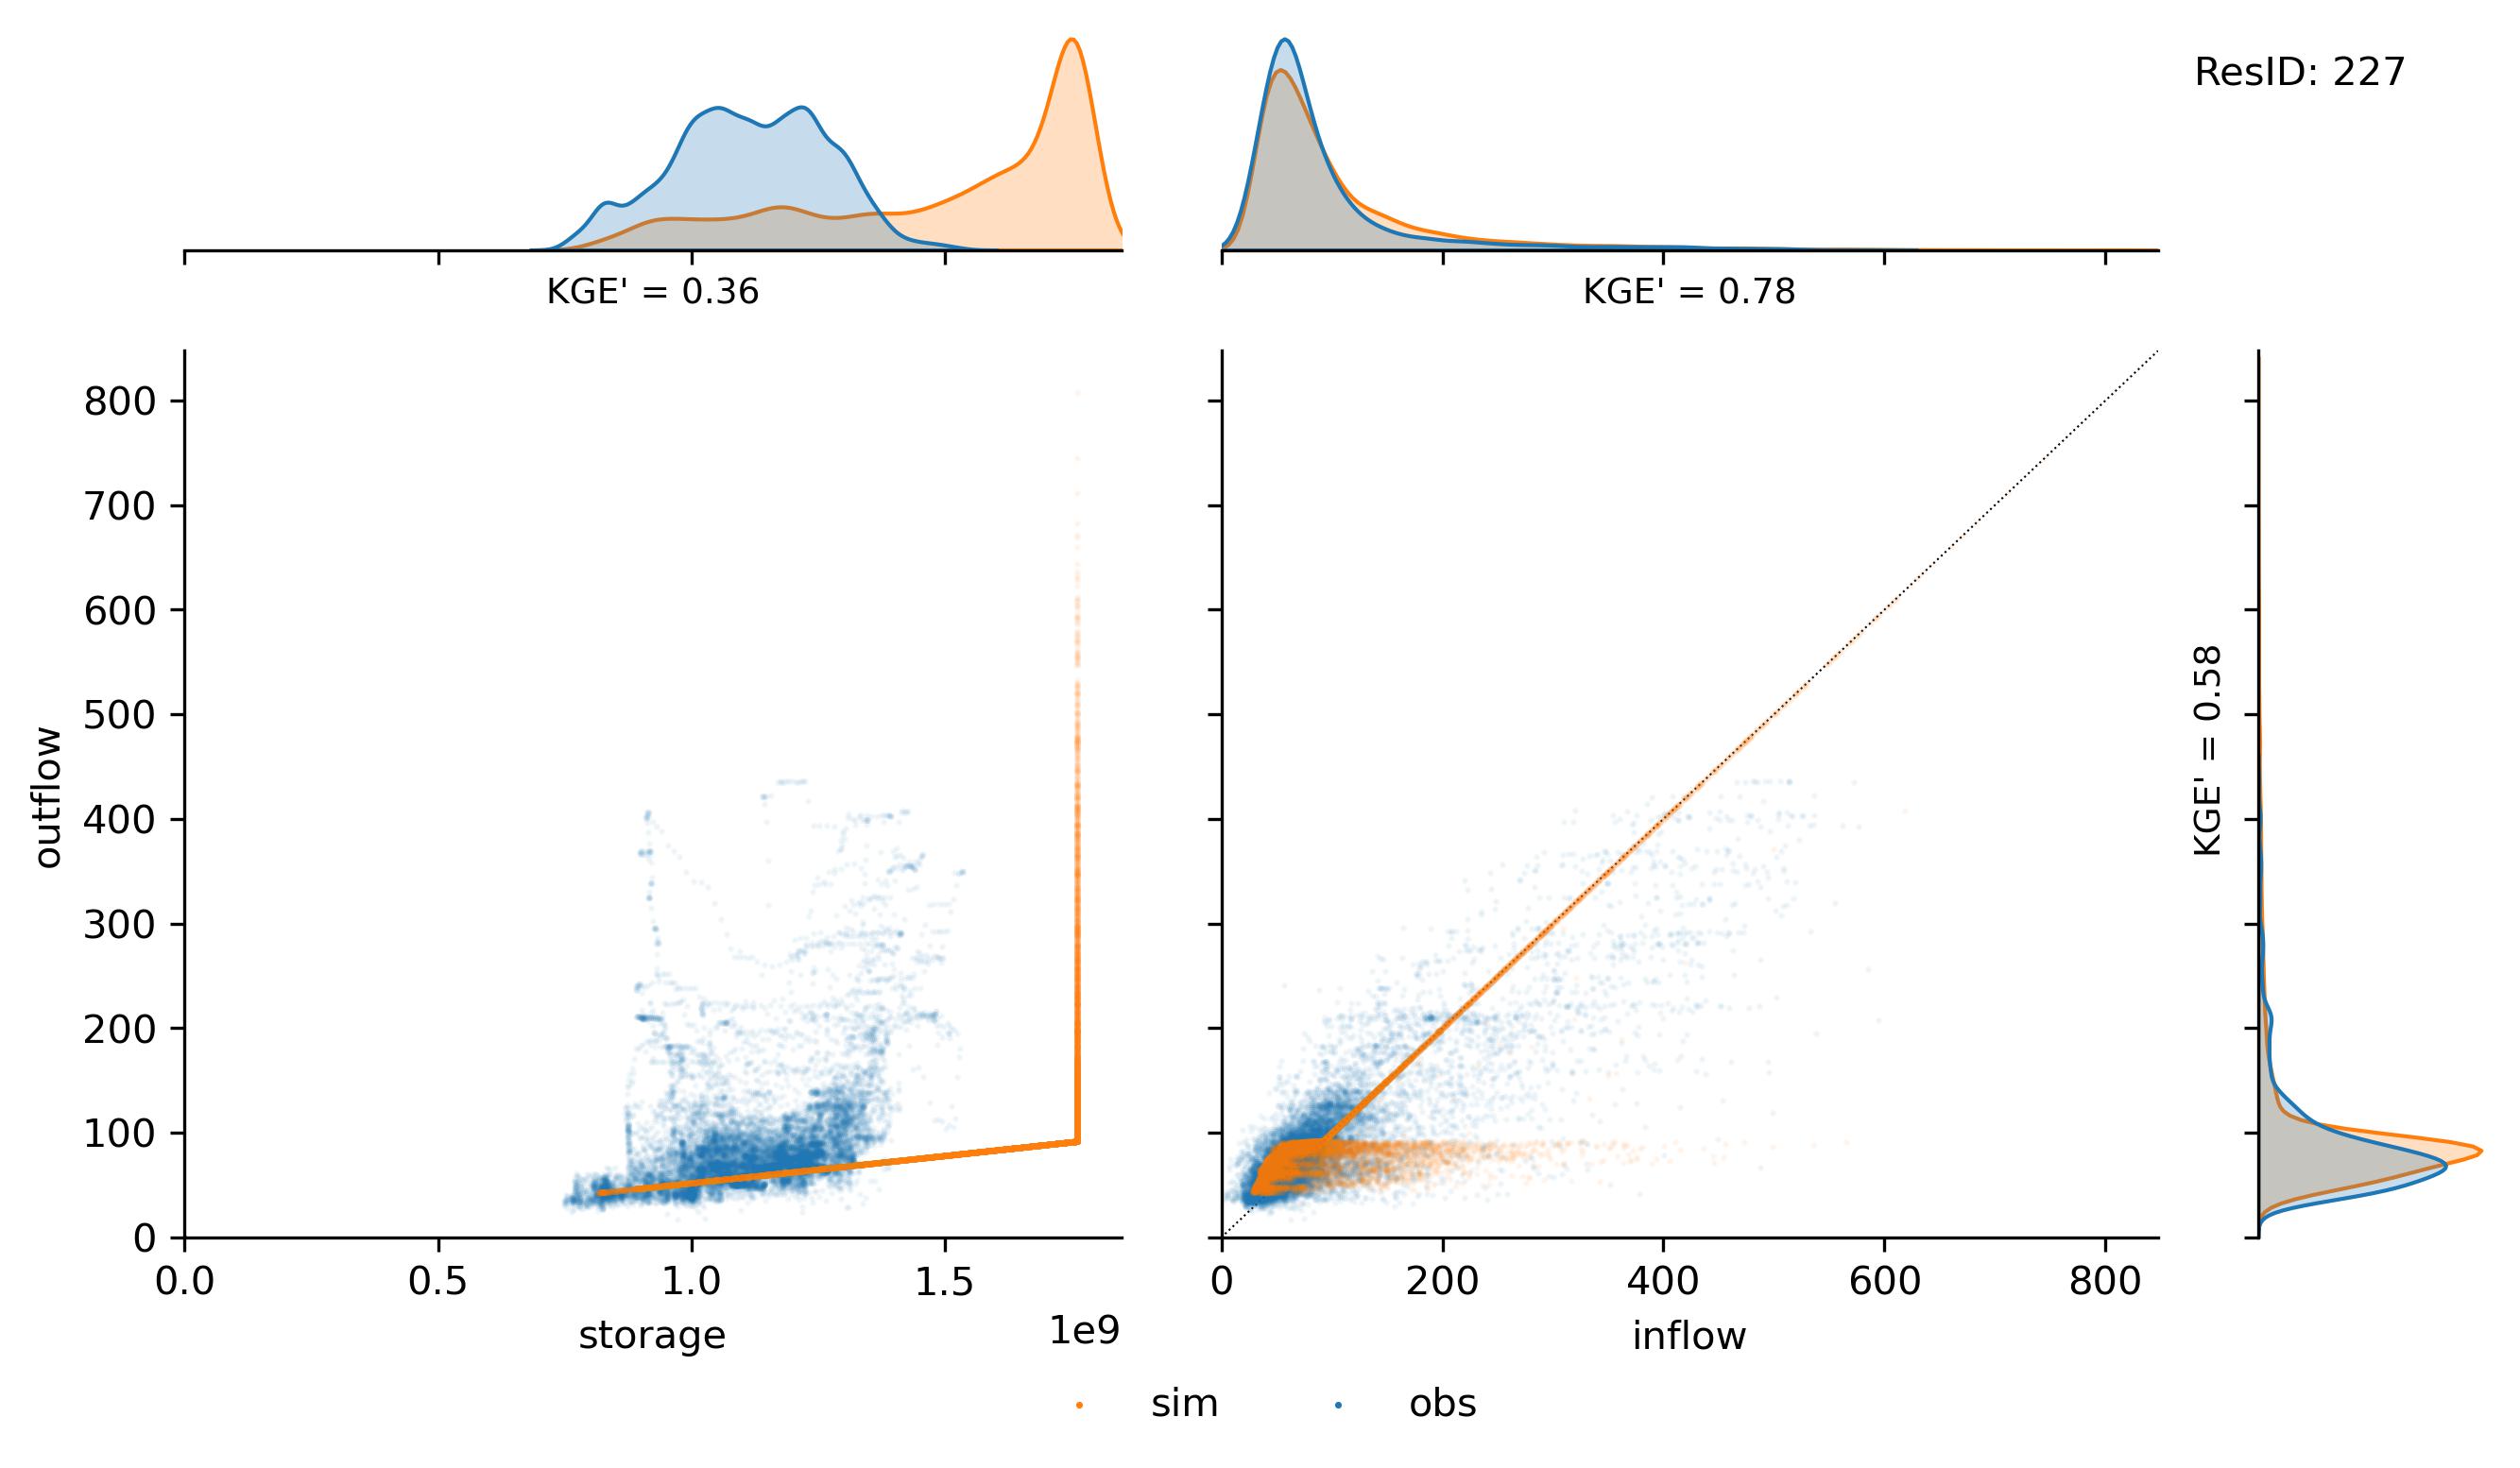 ResID: 227
KGE' = 0.36
KGE' = 0.78
800
700
600
500
400
300
200
100
0
outflow
KGE' = 0.58
0.0 0.5 1.0 1.5
0 200 400 600 800
storage 1e9
inflow
sim obs